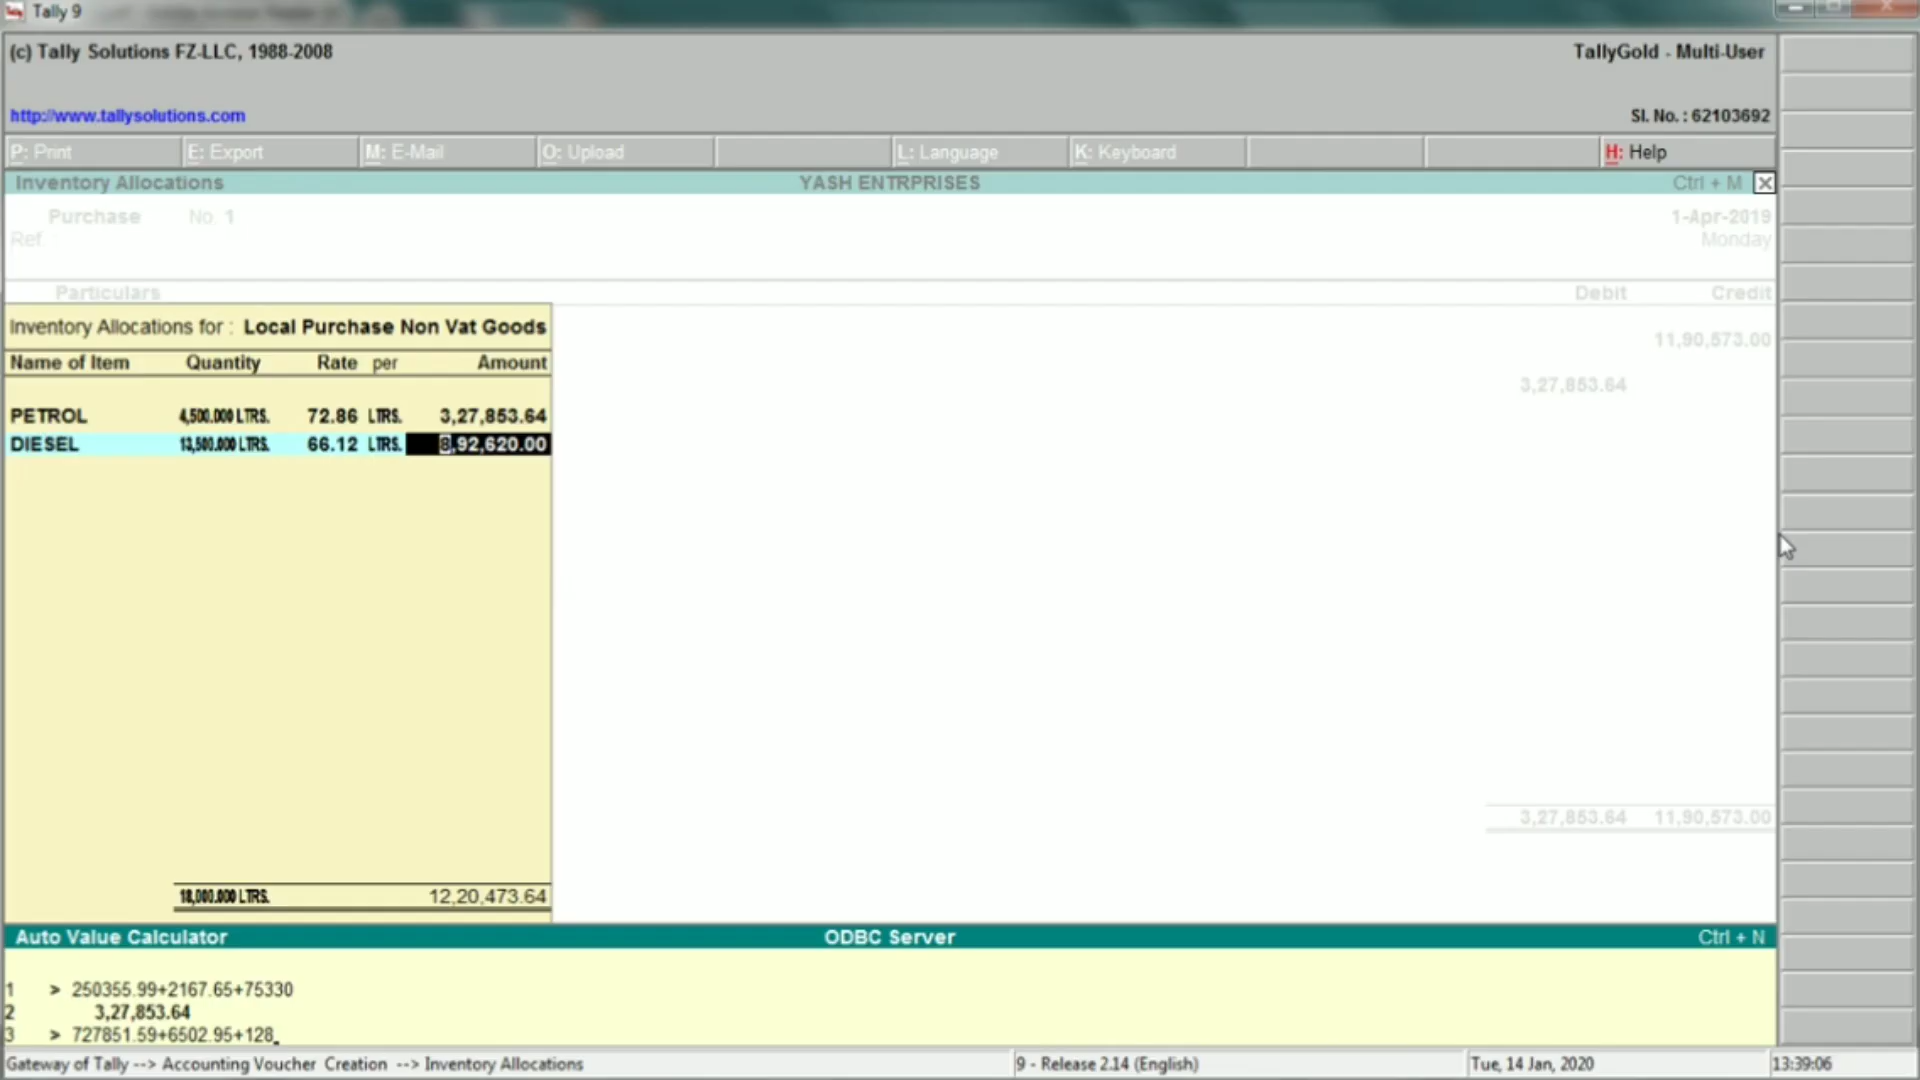 Tally 9
(c) Tally Solutions FZ-LLC, 1988-2008 TallyGold - Multi-User
http://www.tallysolutions.com Sl. No. : 62103692
P: Print E: Export M: E-Mail O: Upload L: Language K: Keyboard H: Help
Inventory Allocations YASH ENTRPRISES Ctrl + M
Purchase No. 1 1-Apr-2019
Ref Monday
Particulars Debit Credit
Inventory Allocations for : Local Purchase Non Vat Goods
11,90,573.00
Name of Item Quantity Rate per Amount
3,27,853.64
PETROL 4,500.000 LTRS. 72.86 LTRS. 3,27,853.64
DIESEL 13,500.000 LTRS. 66.12 LTRS. 8,92,620.00
3,27,853.64 11,90,573.00
18,000.000 LTRS. 12,20,473.64
Auto Value Calculator ODBC Server Ctrl + N
1 > 250355.99+2167.65+75330
2 3,27,853.64
3 > 727851.59+6502.95+128_
Gateway of Tally --> Accounting Voucher Creation --> Inventory Allocations 9 - Release 2.14 (English) Tue, 14 Jan, 2020 13:39:06